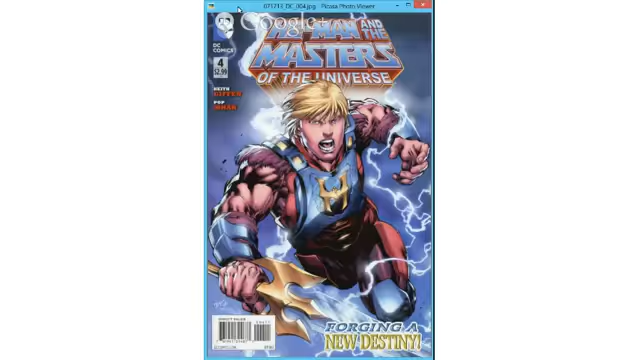 071713_DC_004.jpg - Picasa Photo Viewer
Google+
HE-MAN AND THE
MASTERS
OF THE UNIVERSE
DC COMICS
4
$2.99
KEITH
GIFFEN
POP
MHAN
FORGING A
NEW DESTINY!